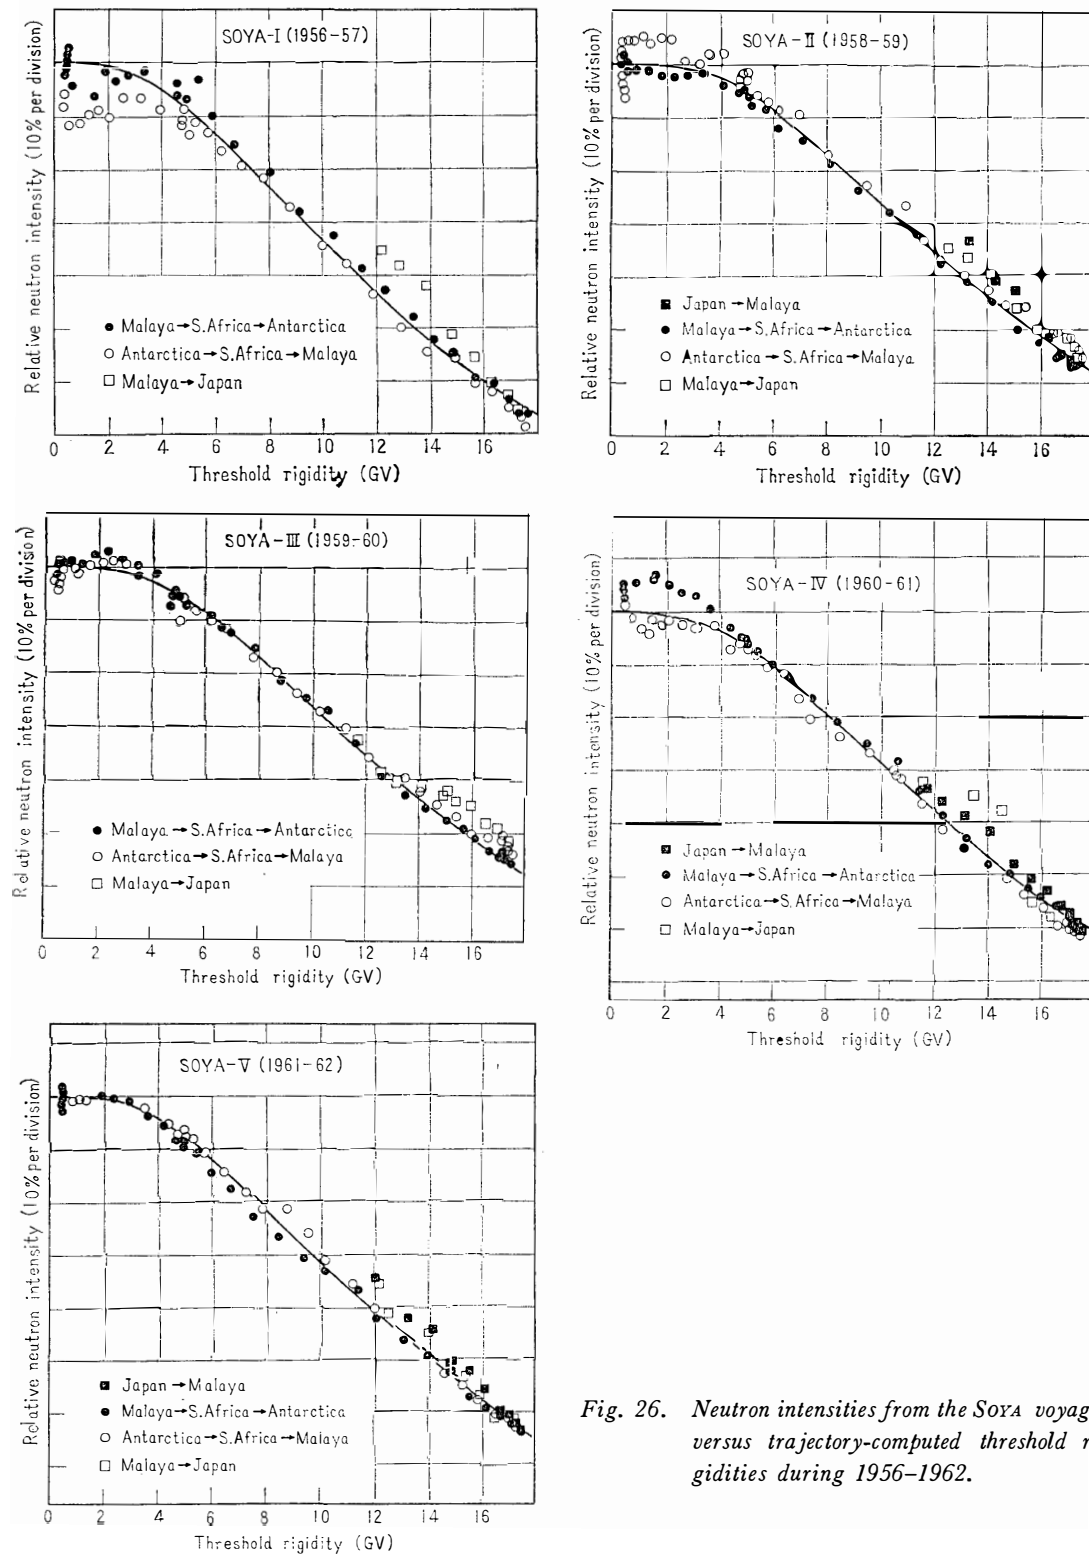 SOYA-I (1956-57)
Relative neutron intensity (10% per division)
● Malaya→S.Africa→Antarctica
○ Antarctica→S.Africa→Malaya
□ Malaya→Japan
0 2 4 6 8 10 12 14 16
Threshold rigidity (GV)
SOYA-II (1958-59)
Relative neutron intensity (10% per division)
■ Japan→Malaya
● Malaya→S.Africa→Antarctica
○ Antarctica→S.Africa→Malaya
□ Malaya→Japan
0 2 4 6 8 10 12 14 16
Threshold rigidity (GV)
SOYA-III (1959-60)
Relative neutron intensity (10% per division)
● Malaya→S.Africa→Antarctica
○ Antarctica→S.Africa→Malaya
□ Malaya→Japan
0 2 4 6 8 10 12 14 16
Threshold rigidity (GV)
SOYA-IV (1960-61)
Relative neutron intensity (10% per division)
■ Japan→Malaya
● Malaya→S.Africa→Antarctica
○ Antarctica→S.Africa→Malaya
□ Malaya→Japan
0 2 4 6 8 10 12 14 16
Threshold rigidity (GV)
SOYA-V (1961-62)
Relative neutron intensity (10% per division)
■ Japan→Malaya
● Malaya→S.Africa→Antarctica
○ Antarctica→S.Africa→Malaya
□ Malaya→Japan
0 2 4 6 8 10 12 14 16
Threshold rigidity (GV)
Fig. 26. Neutron intensities from the SOYA voyag
versus trajectory-computed threshold r
gidities during 1956–1962.